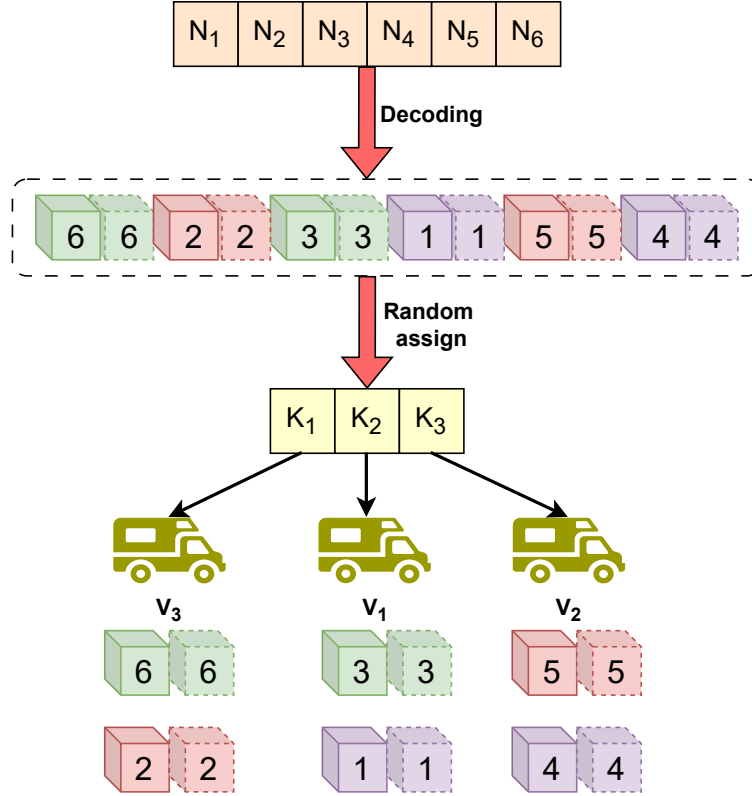 N₁ N₂ N₃ N₄ N₅ N₆
Decoding
6 6 2 2 3 3 1 1 5 5 4 4
Random
assign
K₁ K₂ K₃
V₃ V₁ V₂
6 6 3 3 5 5
2 2 1 1 4 4